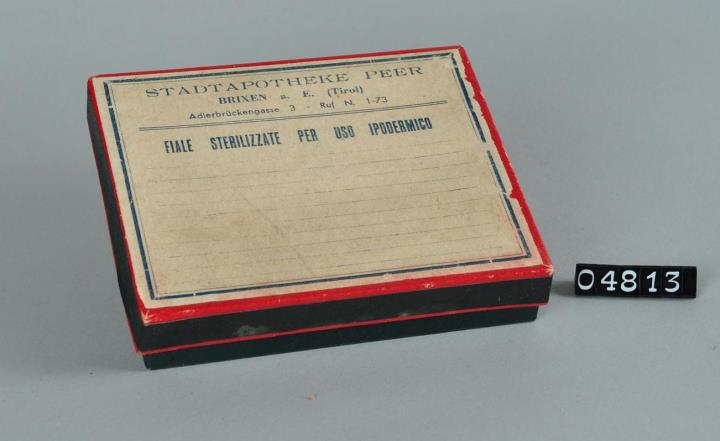 STADTAPOTHEKE PEER
BRIXEN a. E. (Tirol)
Adlerbrückengasse 3 - Ruf N. 1-73
FIALE STERILIZZATE PER USO IPODERMICO
04813